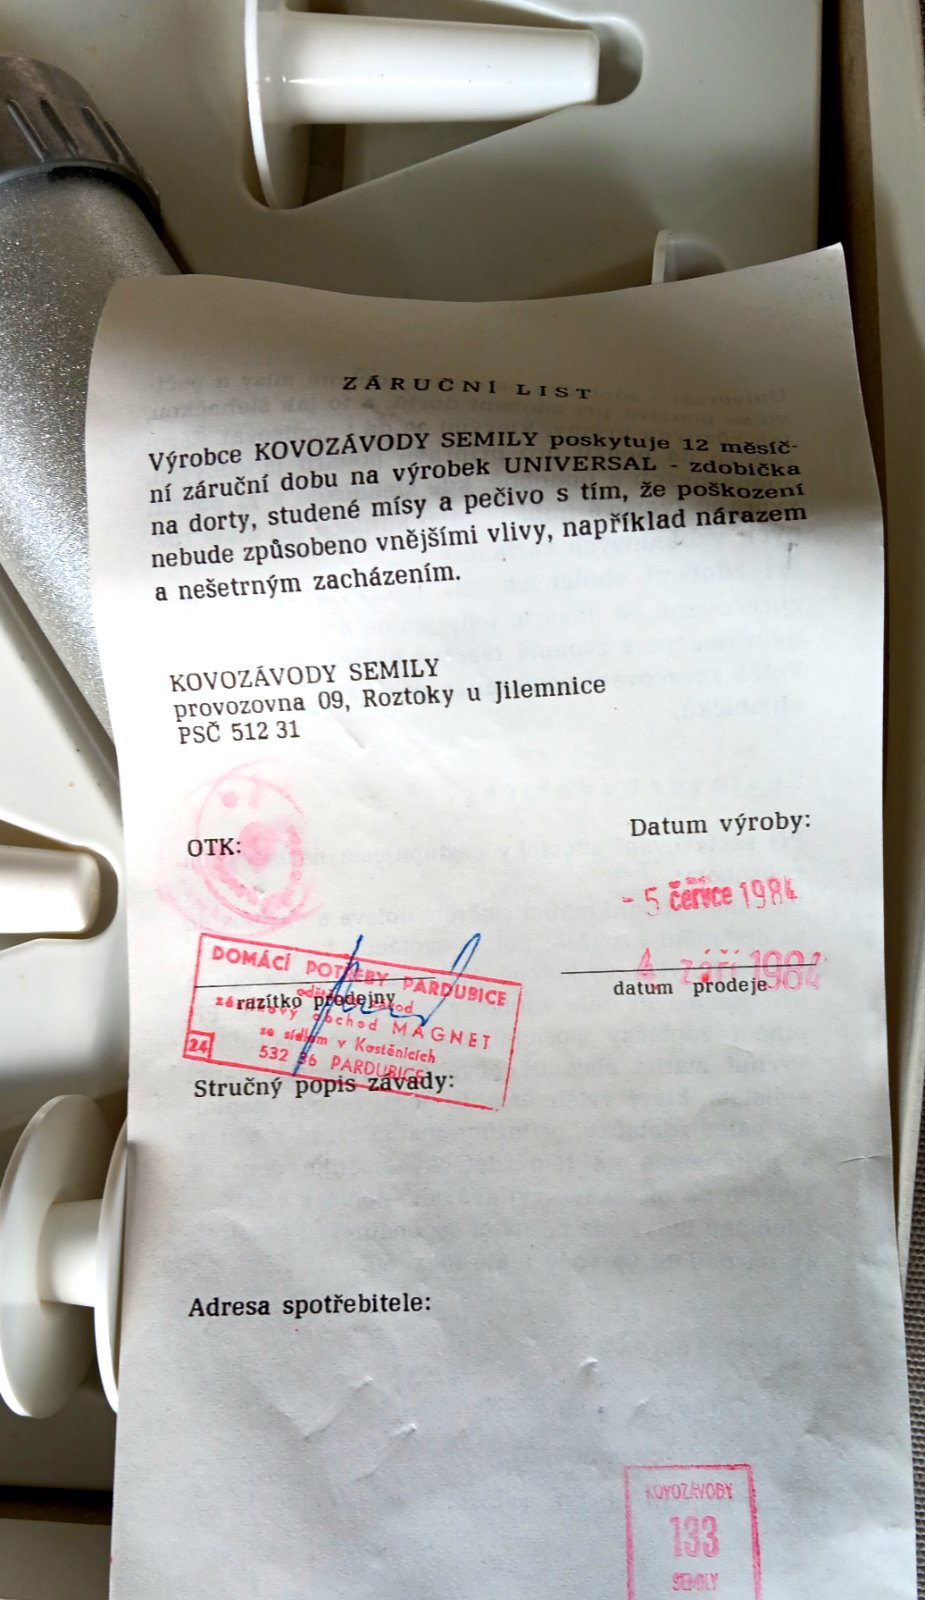 ZÁRUČNÍ LIST
Výrobce KOVOZÁVODY SEMILY poskytuje 12 měsíč-
ní záruční dobu na výrobek UNIVERSAL - zdobička
na dorty, studené mísy a pečivo s tím, že poškození
nebude způsobeno vnějšími vlivy, například nárazem
a nešetrným zacházením.
KOVOZÁVODY SEMILY
provozovna 09, Roztoky u Jilemnice
PSČ 512 31
OTK:
Datum výroby:
- 5 července 1984
4 září 1984
datum prodeje
DOMÁCÍ POTŘEBY PARDUBICE
odštěpný závod
razítko prodejny
zásilkový obchod MAGNET
se sídlem v Kostěnicích
24
532 36 PARDUBICE
Stručný popis závady:
Adresa spotřebitele:
KOVOZÁVODY
133
SEMILY